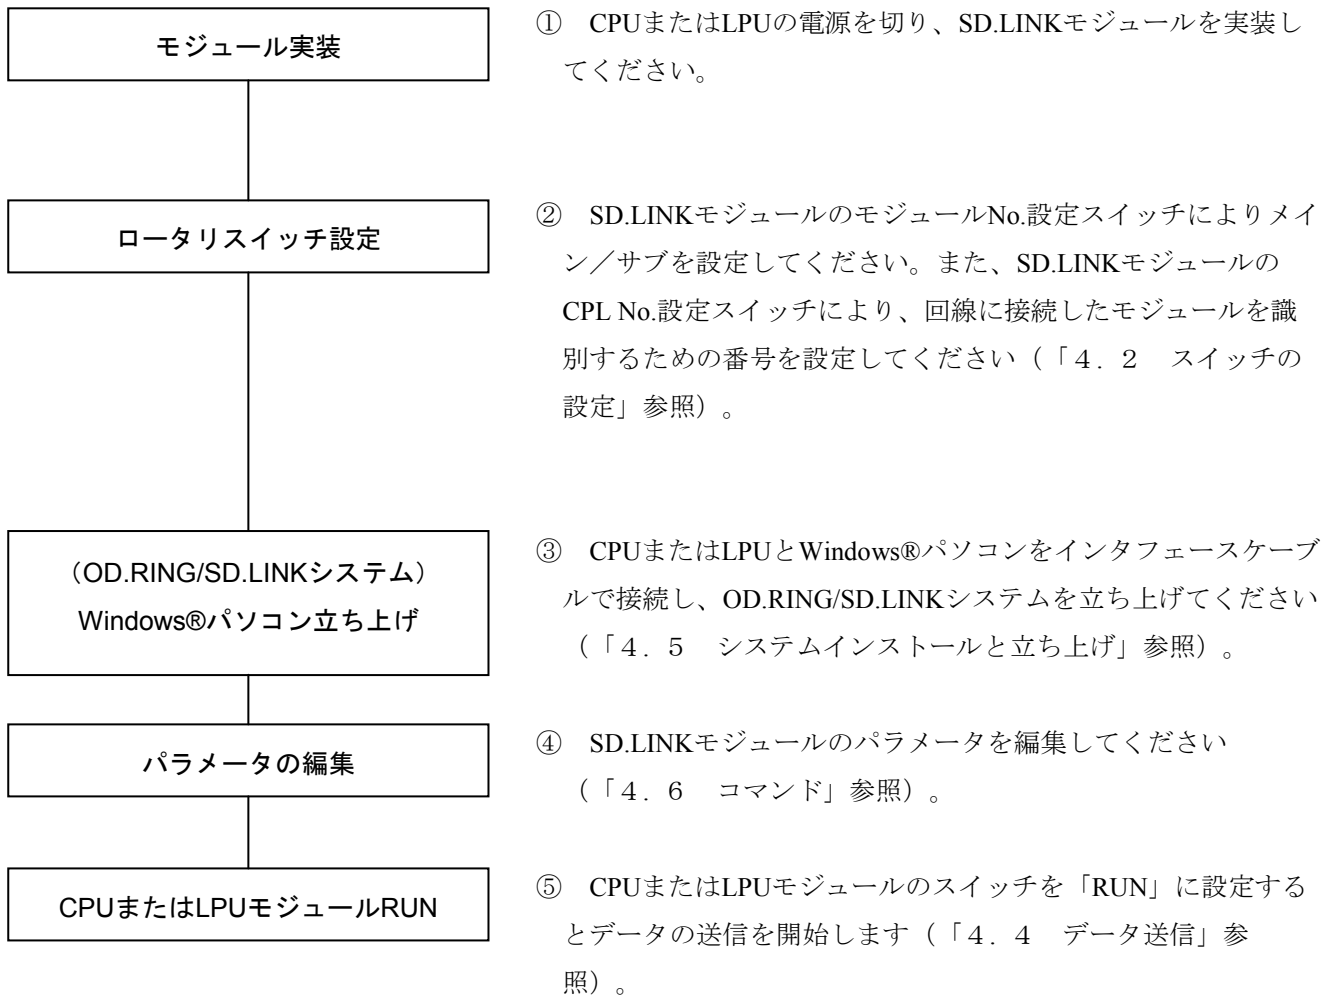 モジュール実装
① CPUまたはLPUの電源を切り、SD.LINKモジュールを実装し
てください。
ロータリスイッチ設定
② SD.LINKモジュールのモジュールNo.設定スイッチによりメイ
ン／サブを設定してください。また、SD.LINKモジュールの
CPL No.設定スイッチにより、回線に接続したモジュールを識
別するための番号を設定してください（「４．２　スイッチの
設定」参照）。
（OD.RING/SD.LINKシステム）
Windows®パソコン立ち上げ
③ CPUまたはLPUとWindows®パソコンをインタフェースケーブ
ルで接続し、OD.RING/SD.LINKシステムを立ち上げてください
（「４．５　システムインストールと立ち上げ」参照）。
パラメータの編集
④ SD.LINKモジュールのパラメータを編集してください
（「４．６　コマンド」参照）。
CPUまたはLPUモジュールRUN
⑤ CPUまたはLPUモジュールのスイッチを「RUN」に設定する
とデータの送信を開始します（「４．４　データ送信」参
照）。